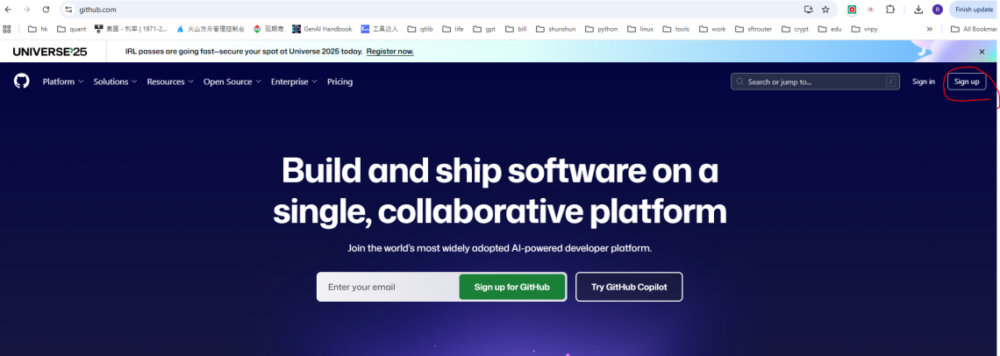 github.com
Finish update
hk quant 美国 - 利率 | 1971-2... 火山方舟管理控制台 现期表 GenAI Handbook 工具达人 qtlib life gpt bill shunshun python linux tools work sftrouter crypt edu vnpy » All Bookmar
UNIVERSE'25 IRL passes are going fast—secure your spot at Universe 2025 today. Register now.
Platform Solutions Resources Open Source Enterprise Pricing Search or jump to... / Sign in Sign up
Build and ship software on a
single, collaborative platform
Join the world's most widely adopted AI-powered developer platform.
Enter your email Sign up for GitHub Try GitHub Copilot